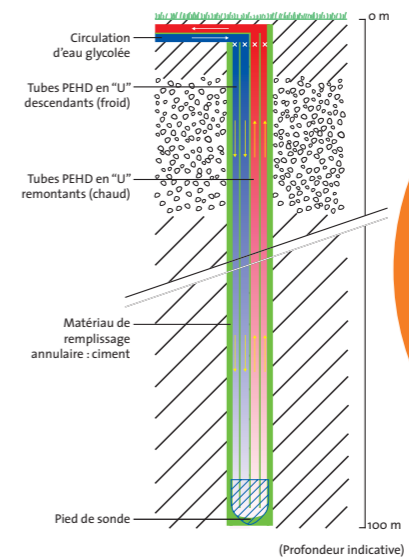 0 m
Circulation
d'eau glycolée
Tubes PEHD en "U"
descendants (froid)
Tubes PEHD en "U"
remontants (chaud)
Matériau de
remplissage
annulaire : ciment
Pied de sonde
100 m
(Profondeur indicative)